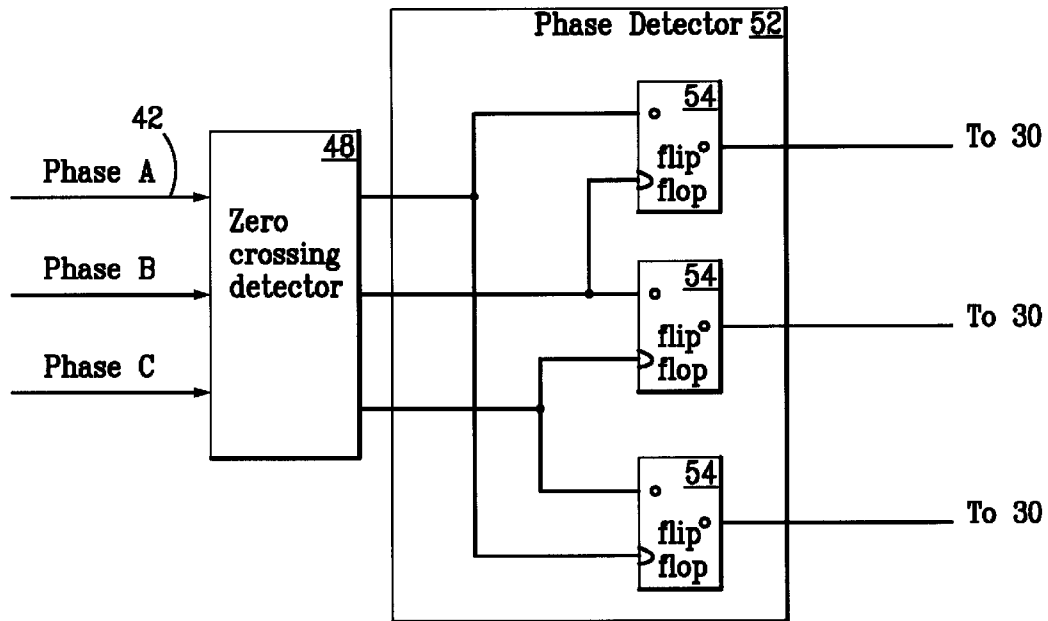 Phase Detector 52
42
Phase A
Phase B
Phase C
48
Zero
crossing
detector
54
flip
flop
To 30
54
flip
flop
To 30
54
flip
flop
To 30